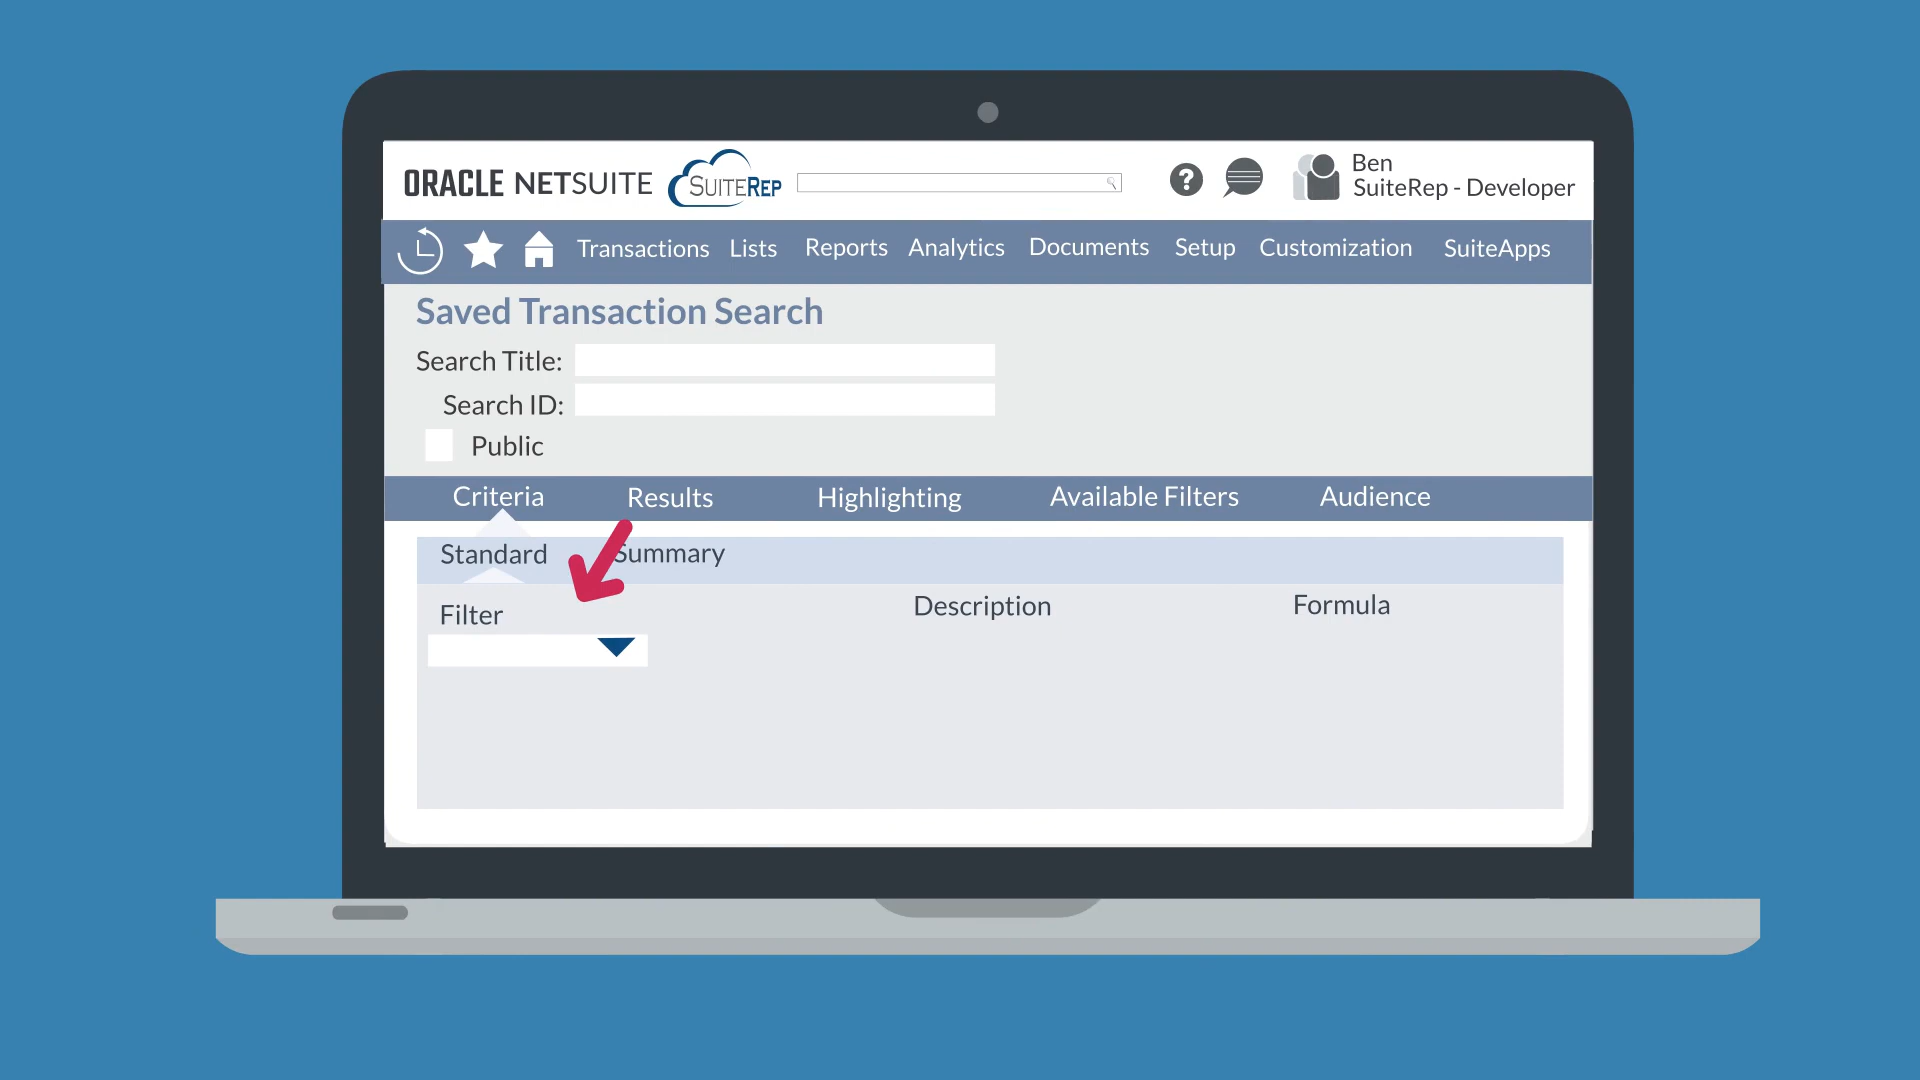 ORACLE NETSUITE SUITEREP
Ben
SuiteRep - Developer
Transactions Lists Reports Analytics Documents Setup Customization SuiteApps
Saved Transaction Search
Search Title:
Search ID:
Public
Criteria Results Highlighting Available Filters Audience
Standard Summary
Filter Description Formula